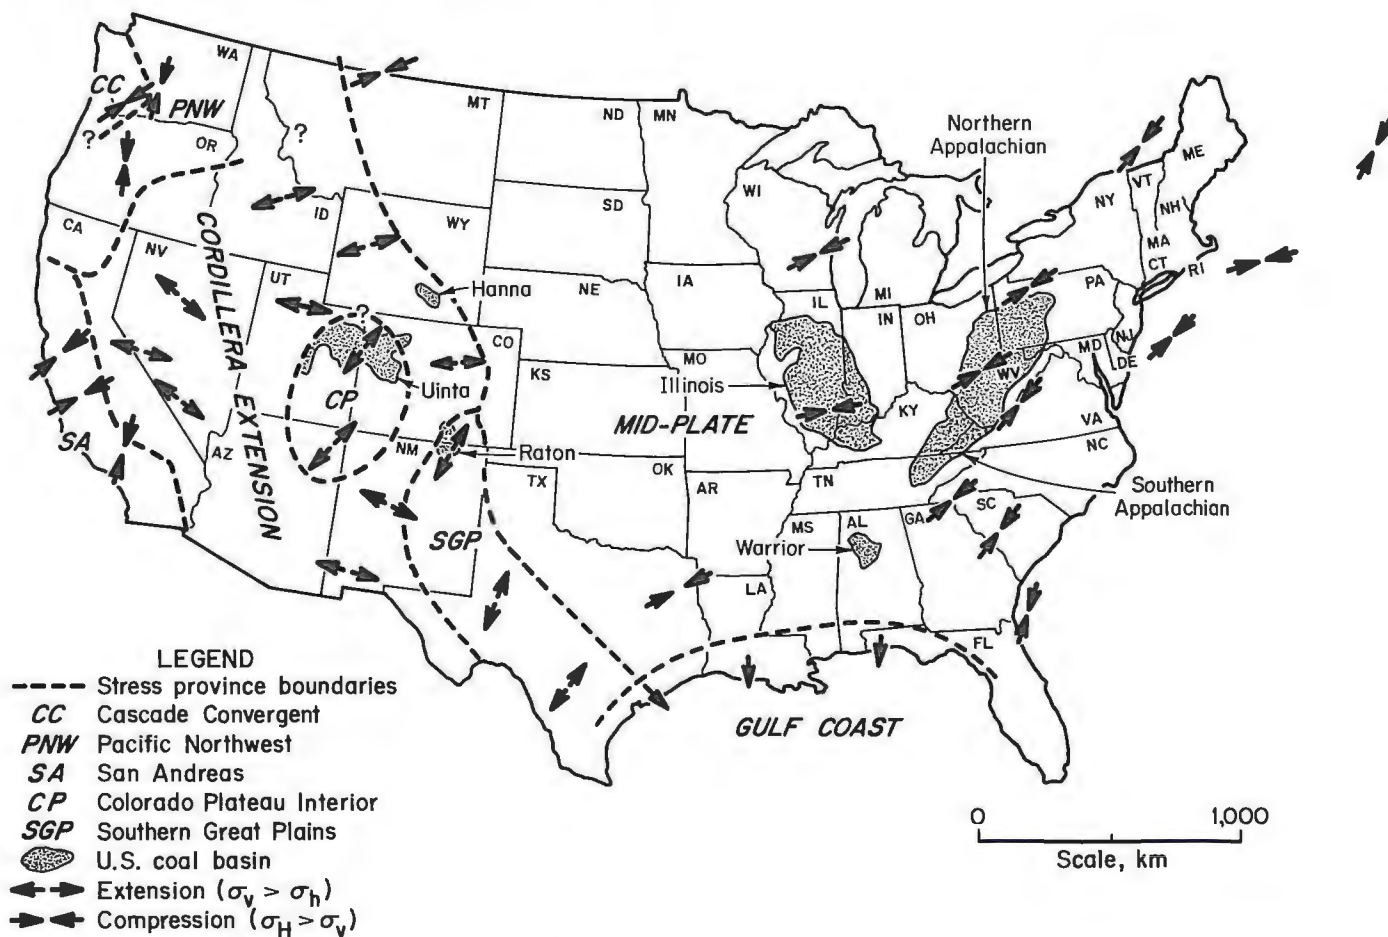 WA
CC
PNW
?
OR
?
MT
ND
MN
Northern
Appalachian
ME
VT
NY
NH
WI
ID
WY
SD
CA
NV
CORDILLERA EXTENSION
UT
MA
CT
RI
Hanna
NE
IA
MI
PA
?
CO
IL
IN
OH
NJ
MD
DE
MO
KS
Illinois
WV
Uinta
CP
MID-PLATE
KY
VA
NC
SA
AZ
NM
Raton
TX
OK
AR
TN
Southern
Appalachian
SGP
MS
AL
GA
SC
Warrior
LA
FL
GULF COAST
LEGEND
Stress province boundaries
CC Cascade Convergent
PNW Pacific Northwest
SA San Andreas
CP Colorado Plateau Interior
SGP Southern Great Plains
U.S. coal basin
Extension (σv > σh)
Compression (σH > σv)
0 1,000
Scale, km